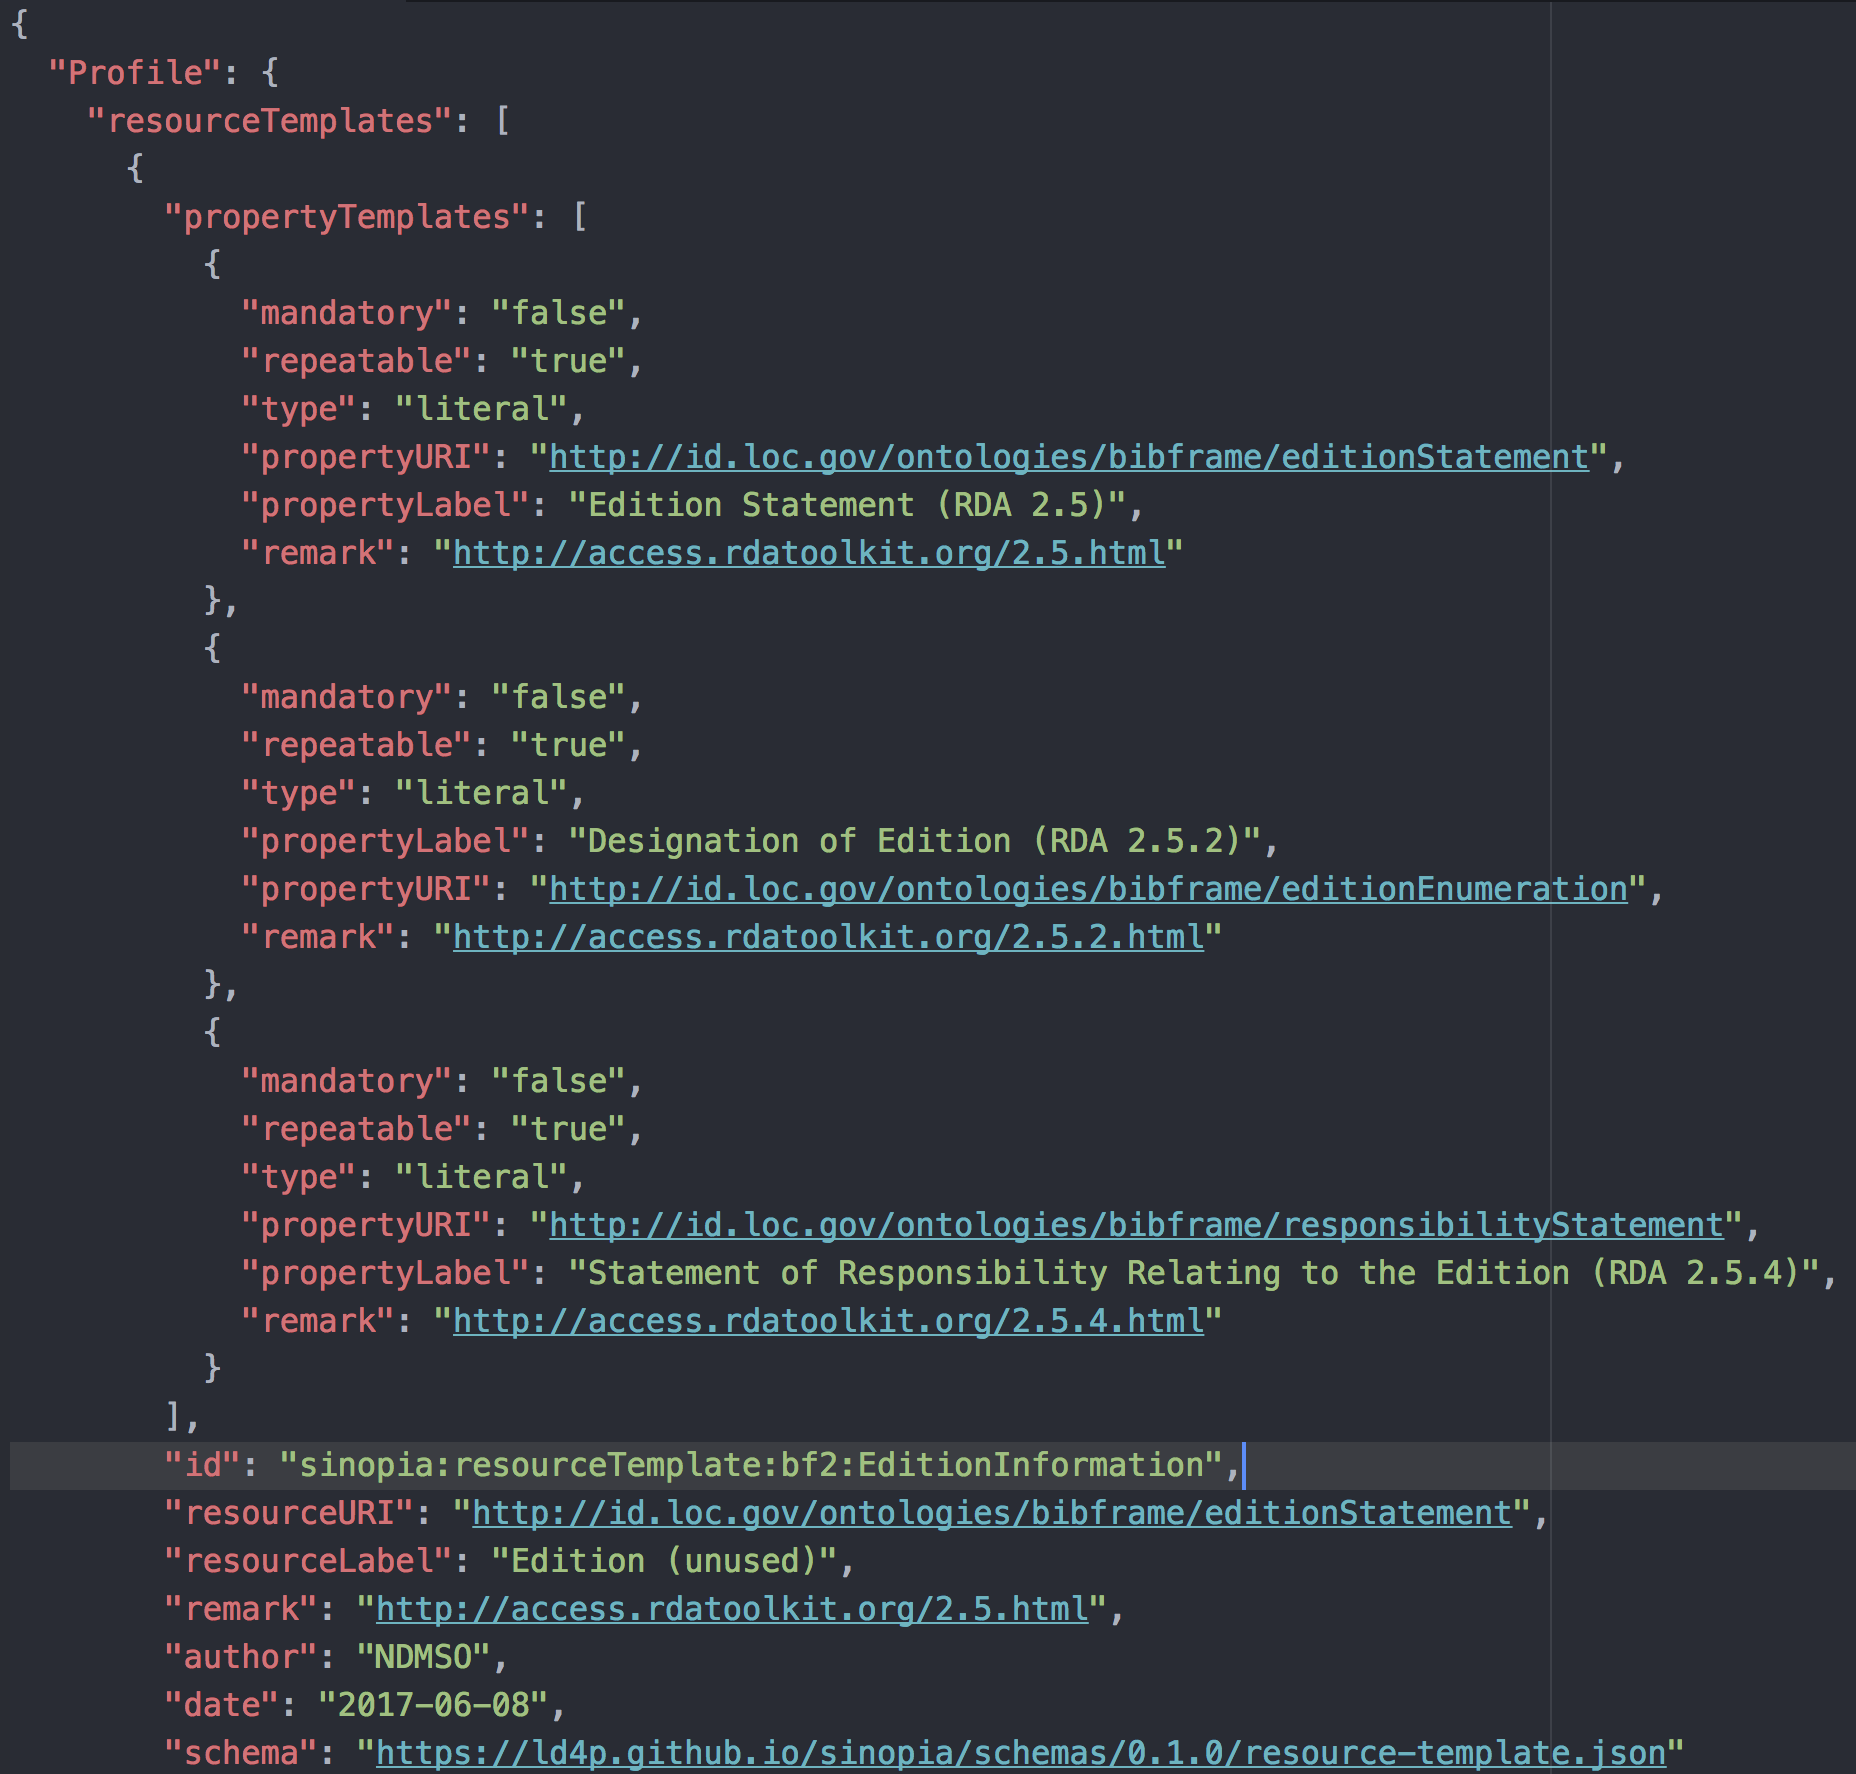 {
  "Profile": {
    "resourceTemplates": [
      {
        "propertyTemplates": [
          {
            "mandatory": "false",
            "repeatable": "true",
            "type": "literal",
            "propertyURI": "http://id.loc.gov/ontologies/bibframe/editionStatement",
            "propertyLabel": "Edition Statement (RDA 2.5)",
            "remark": "http://access.rdatoolkit.org/2.5.html"
          },
          {
            "mandatory": "false",
            "repeatable": "true",
            "type": "literal",
            "propertyLabel": "Designation of Edition (RDA 2.5.2)",
            "propertyURI": "http://id.loc.gov/ontologies/bibframe/editionEnumeration",
            "remark": "http://access.rdatoolkit.org/2.5.2.html"
          },
          {
            "mandatory": "false",
            "repeatable": "true",
            "type": "literal",
            "propertyURI": "http://id.loc.gov/ontologies/bibframe/responsibilityStatement",
            "propertyLabel": "Statement of Responsibility Relating to the Edition (RDA 2.5.4)",
            "remark": "http://access.rdatoolkit.org/2.5.4.html"
          }
        ],
        "id": "sinopia:resourceTemplate:bf2:EditionInformation",
        "resourceURI": "http://id.loc.gov/ontologies/bibframe/editionStatement",
        "resourceLabel": "Edition (unused)",
        "remark": "http://access.rdatoolkit.org/2.5.html",
        "author": "NDMSO",
        "date": "2017-06-08",
        "schema": "https://ld4p.github.io/sinopia/schemas/0.1.0/resource-template.json"